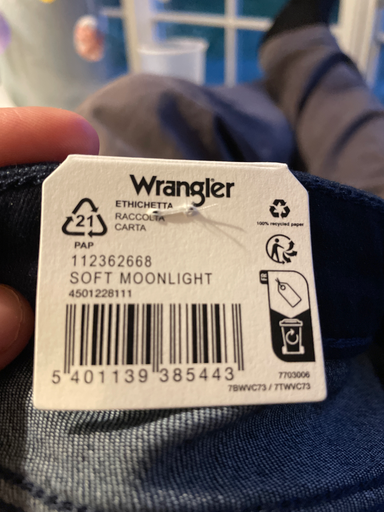 Wrangler
21
PAP
ETICHETTA
RACCOLTA
CARTA
100% recycled paper
112362668
SOFT MOONLIGHT
4501228111
FR
5 401139 385443
7703006
7BWVC73 / 7TWVC73